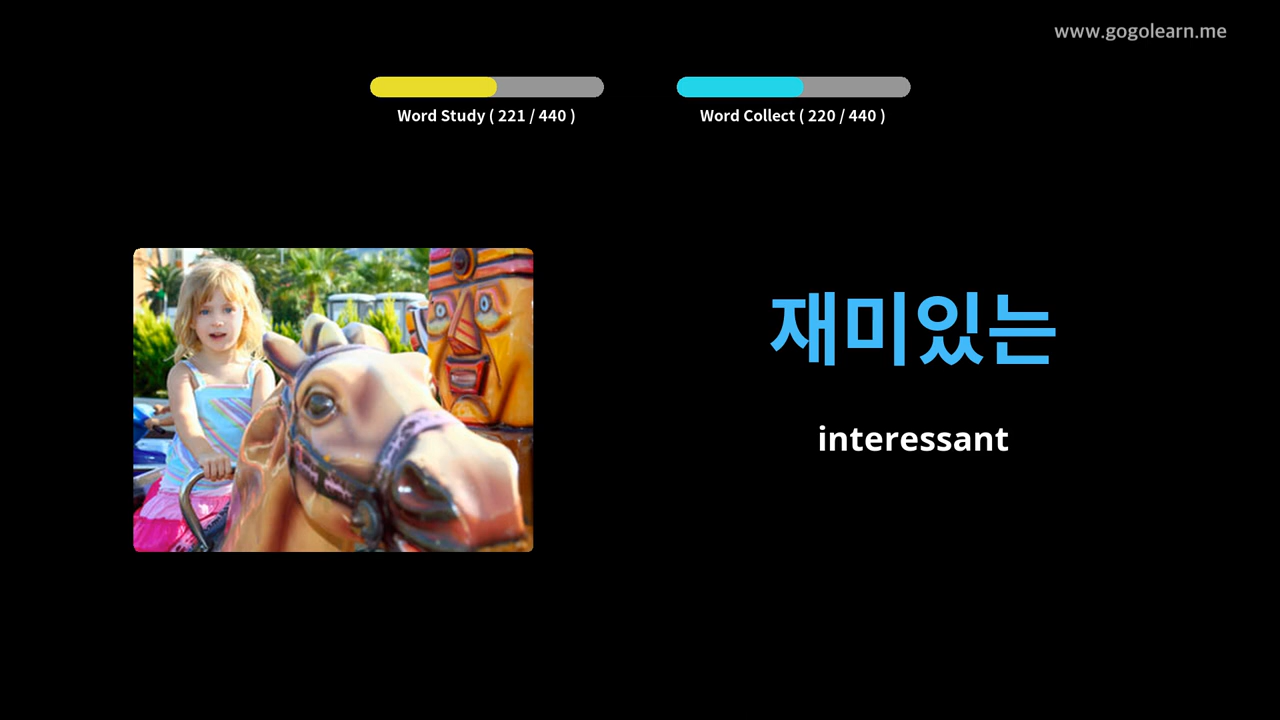 www.gogolearn.me
Word Study ( 221 / 440 )
Word Collect ( 220 / 440 )
재미있는
interessant